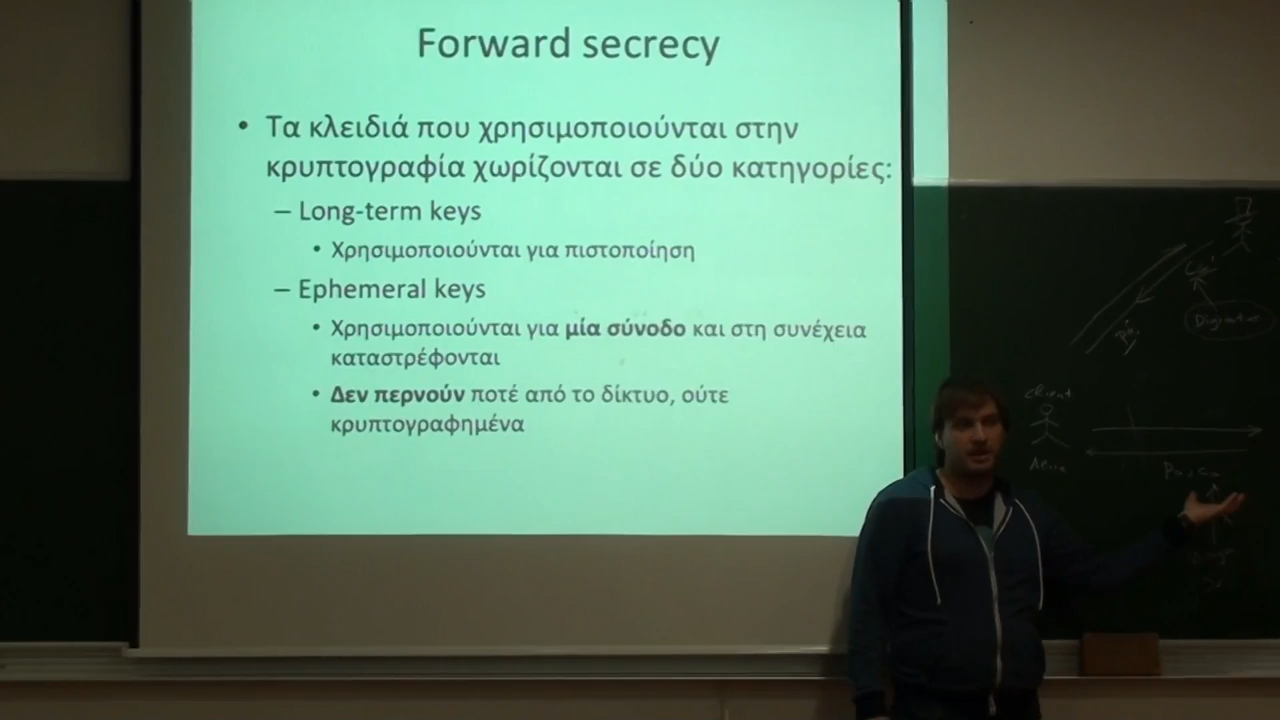 Forward secrecy
• Τα κλειδιά που χρησιμοποιούνται στην
κρυπτογραφία χωρίζονται σε δύο κατηγορίες:
– Long-term keys
• Χρησιμοποιούνται για πιστοποίηση
– Ephemeral keys
• Χρησιμοποιούνται για μία σύνοδο και στη συνέχεια
καταστρέφονται
• Δεν περνούν ποτέ από το δίκτυο, ούτε
κρυπτογραφημένα
client